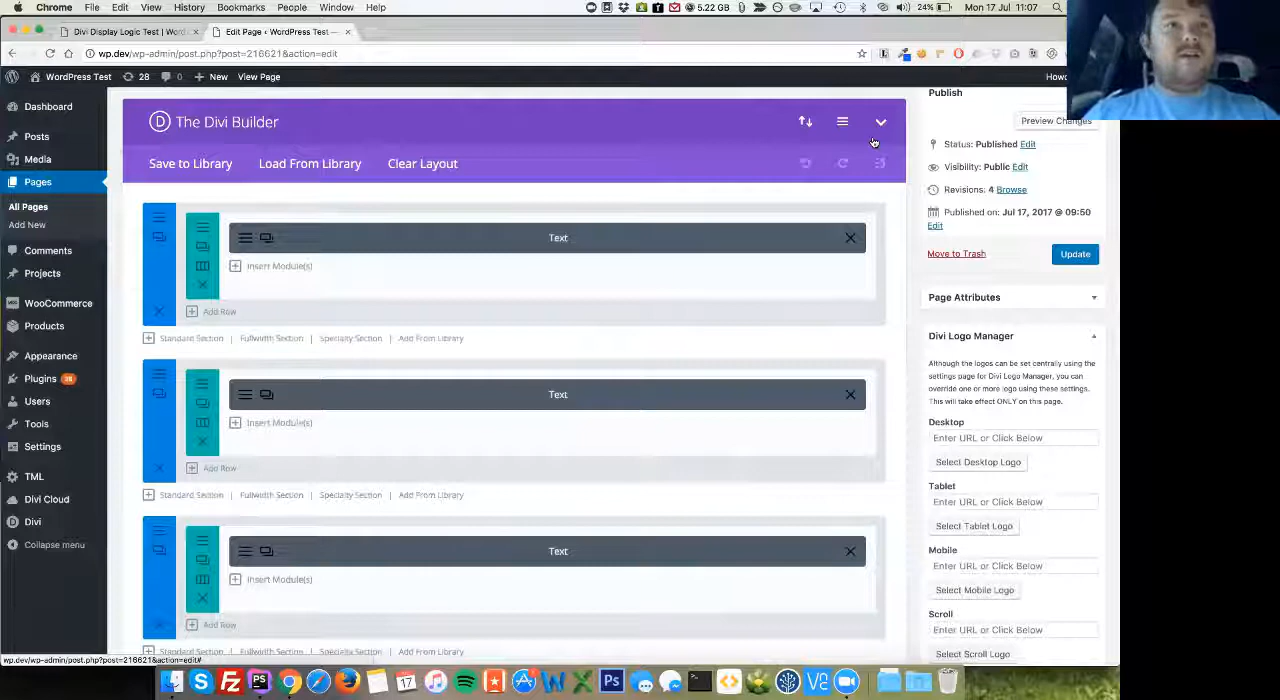 Chrome File Edit View History Bookmarks People Window Help 5.22 GB 24% Mon 17 Jul 11:07
Divi Display Logic Test | Word × Edit Page ‹ WordPress Test — ×
wp.dev/wp-admin/post.php?post=216621&action=edit
WordPress Test 28 0 New View Page Howd
Dashboard
Posts
Media
Pages
All Pages
Add New
Comments
Projects
WooCommerce
Products
Appearance
Plugins
Users
Tools
Settings
TML
Divi Cloud
Divi
Collapse menu
The Divi Builder
Save to Library Load From Library Clear Layout
Text
Insert Module(s)
Add Row
Standard Section | Fullwidth Section | Specialty Section | Add From Library
Text
Insert Module(s)
Add Row
Standard Section | Fullwidth Section | Specialty Section | Add From Library
Text
Insert Module(s)
Add Row
Standard Section | Fullwidth Section | Specialty Section | Add From Library
Publish
Preview Changes
Status: Published Edit
Visibility: Public Edit
Revisions: 4 Browse
Published on: Jul 17, 2017 @ 09:50
Edit
Move to Trash Update
Page Attributes
Divi Logo Manager
Although the logos can be set centrally using the
settings page for Divi Logo Manager, you can
override one or more logo using these settings.
This will take effect ONLY on this page.
Desktop
Enter URL or Click Below
Select Desktop Logo
Tablet
Enter URL or Click Below
Select Tablet Logo
Mobile
Enter URL or Click Below
Select Mobile Logo
Scroll
Enter URL or Click Below
Select Scroll Logo
wp.dev/wp-admin/post.php?post=216621&action=edit#